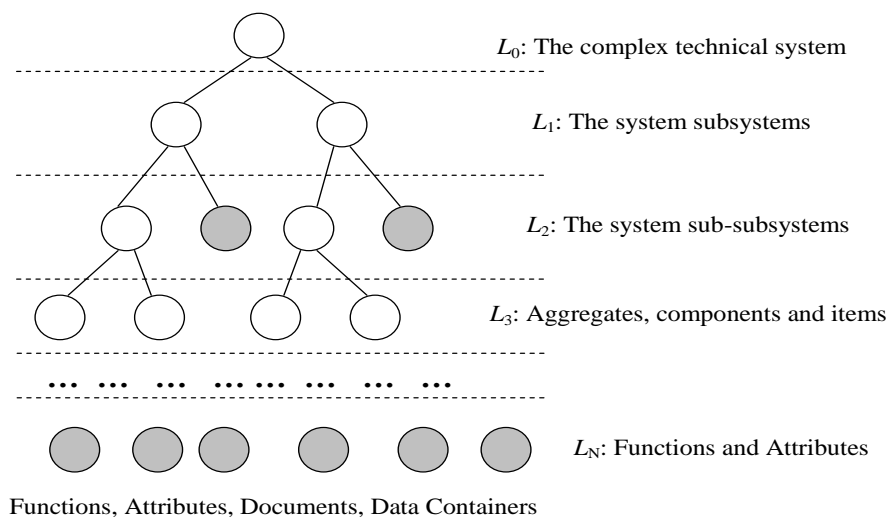 L0: The complex technical system
L1: The system subsystems
L2: The system sub-subsystems
L3: Aggregates, components and items
... ... ... ... ... ... ... ...
LN: Functions and Attributes
Functions, Attributes, Documents, Data Containers